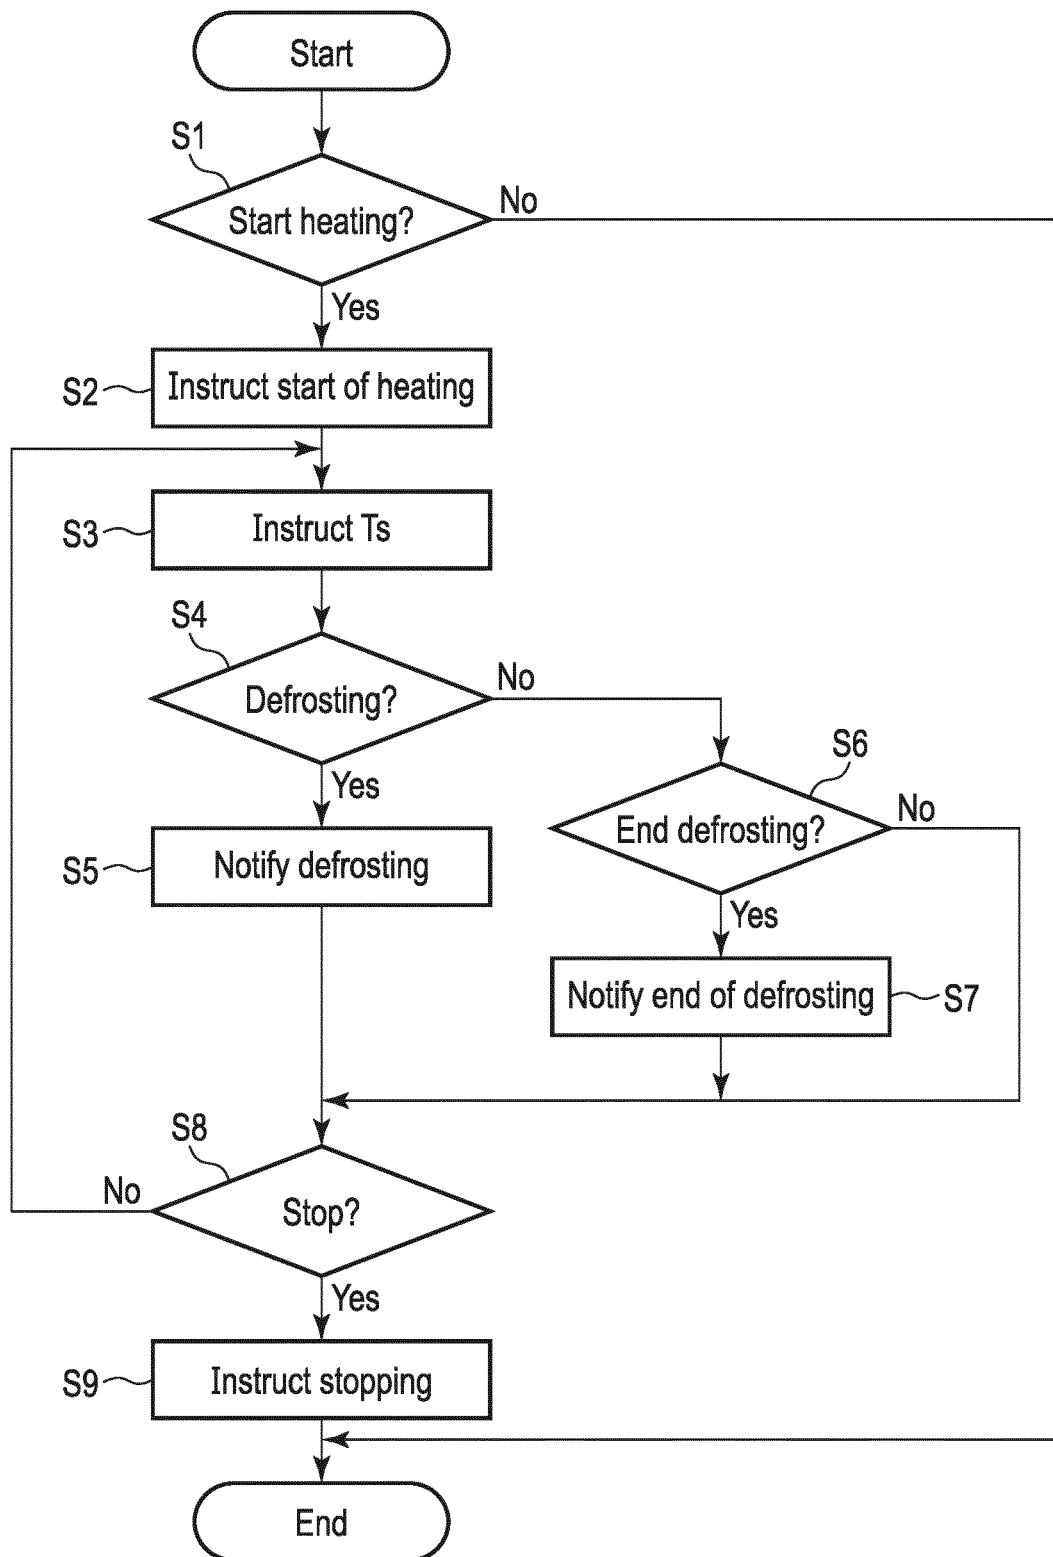 Start
S1
Start heating?
No
Yes
S2
Instruct start of heating
S3
Instruct Ts
S4
Defrosting?
No
Yes
S6
End defrosting?
No
S5
Notify defrosting
Yes
Notify end of defrosting
S7
S8
Stop?
No
Yes
S9
Instruct stopping
End